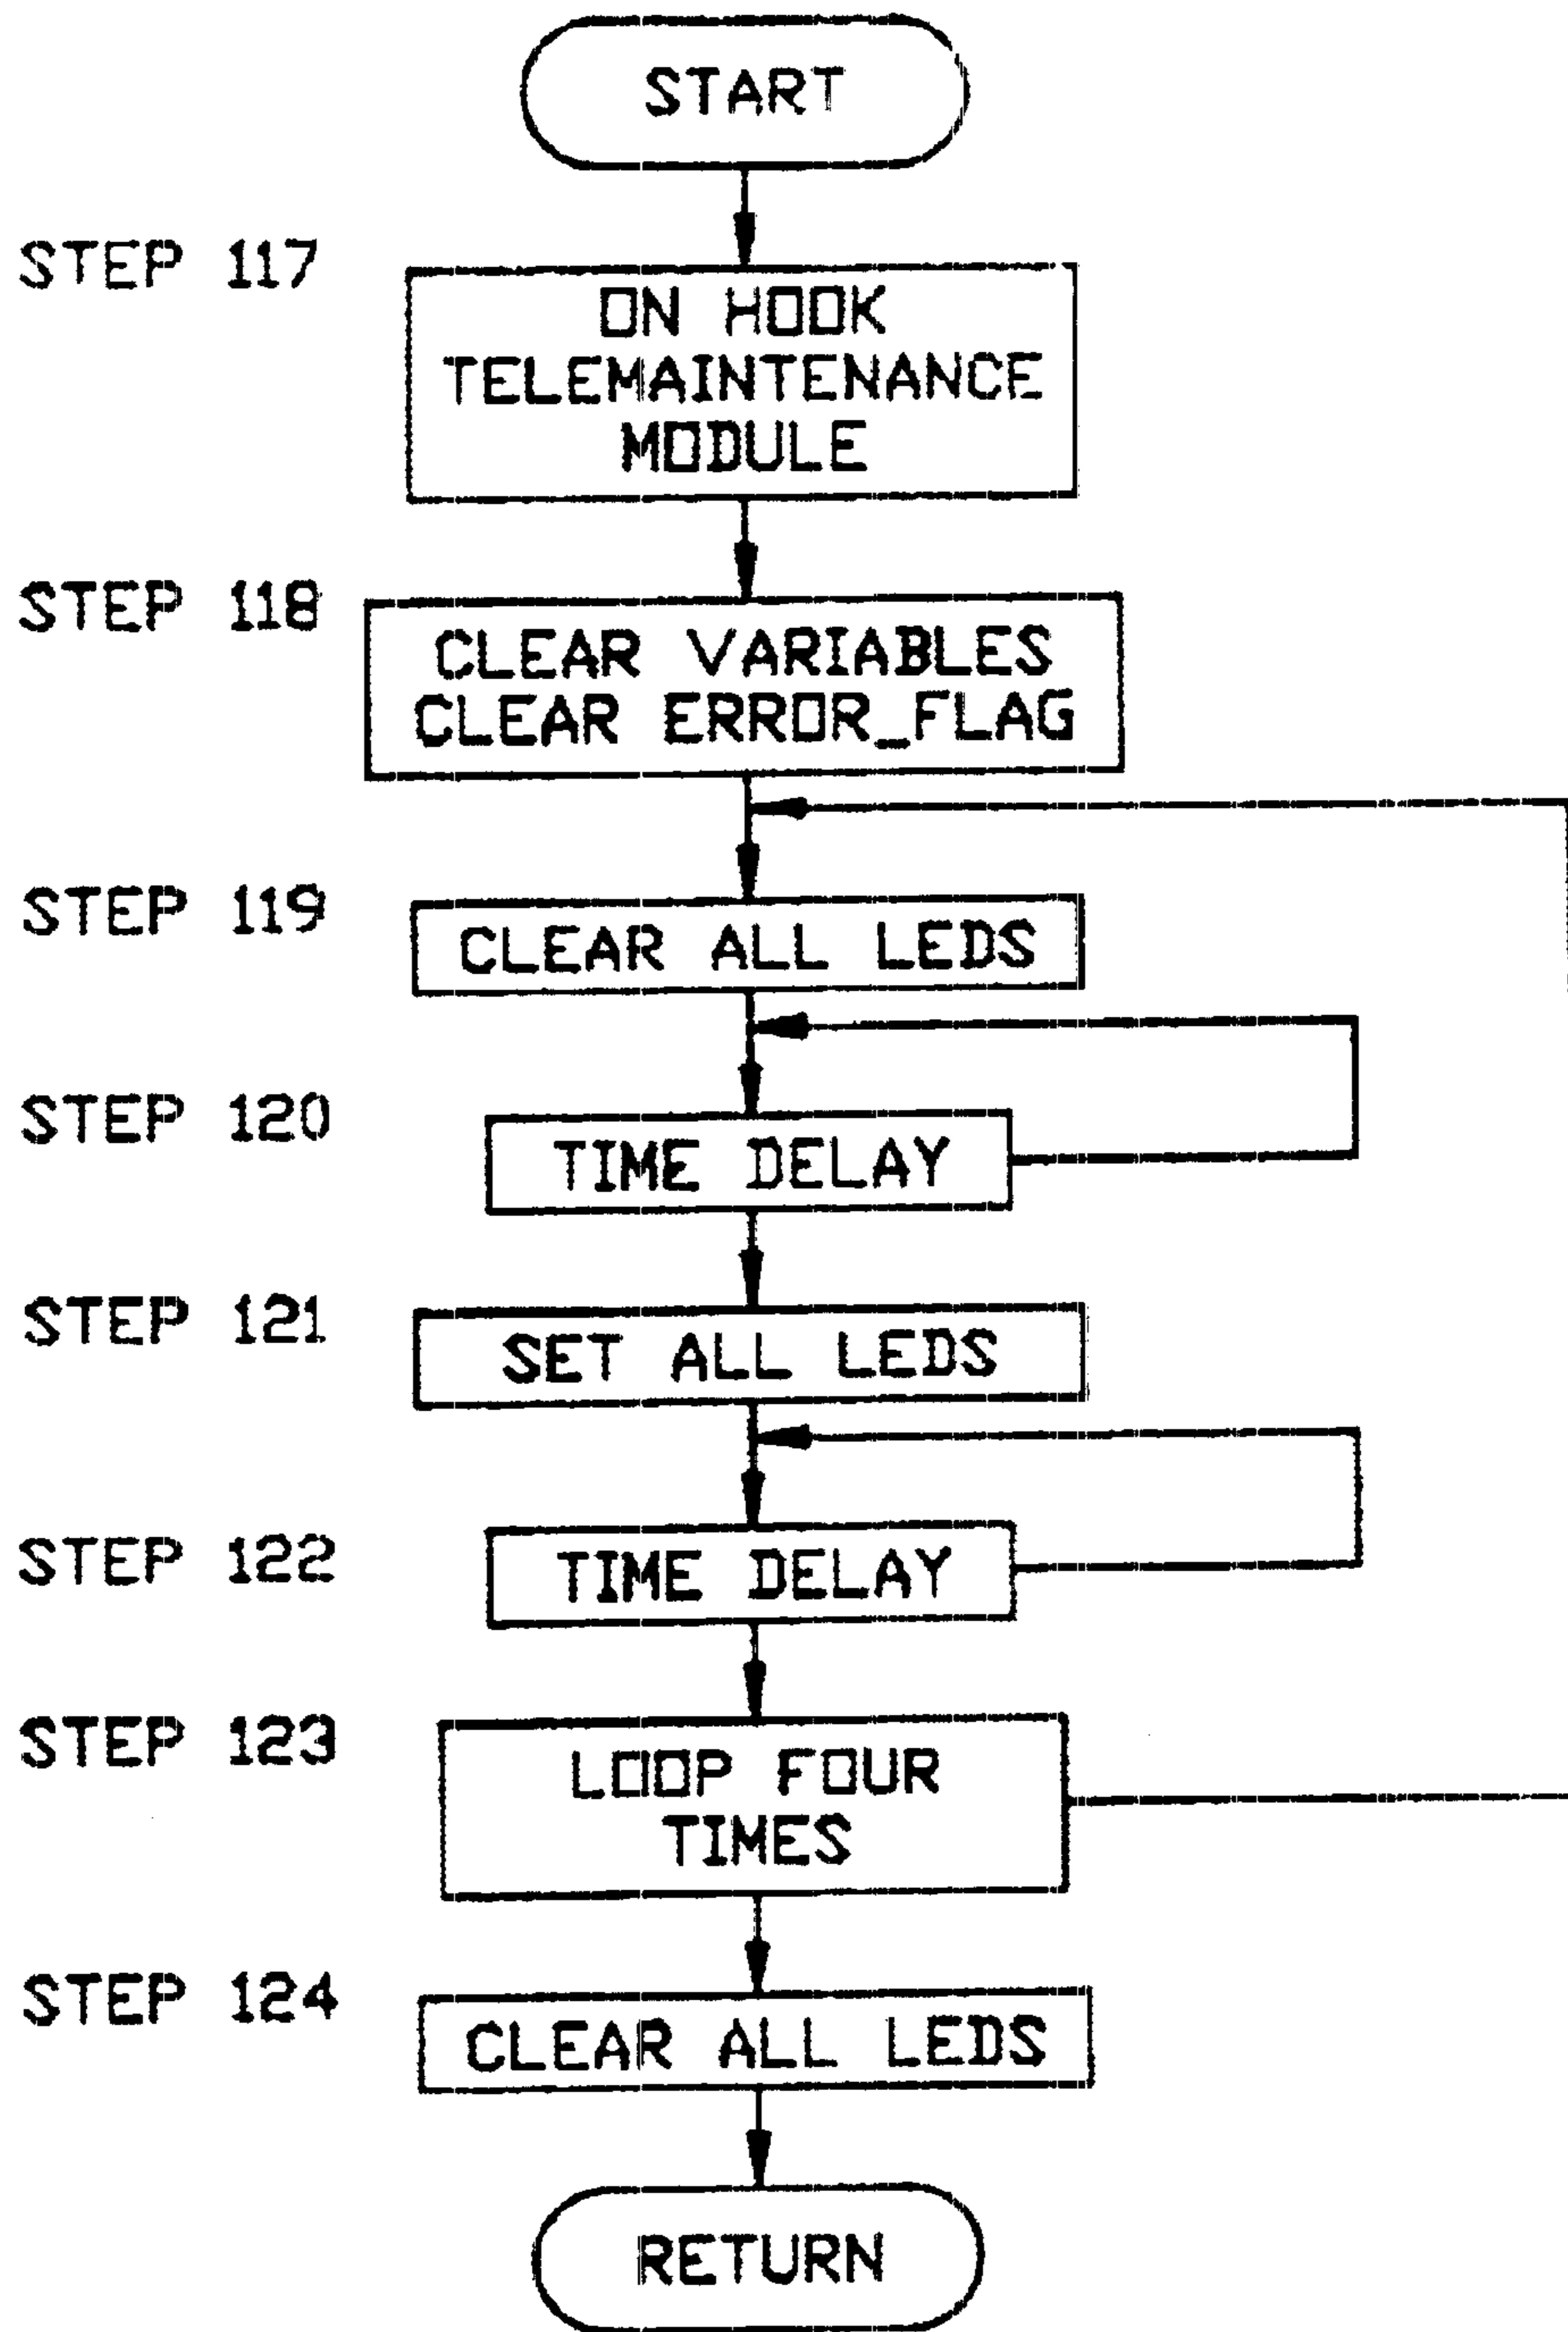 START
STEP 117
ON HOOK
TELEMAINTENANCE
MODULE
STEP 118
CLEAR VARIABLES
CLEAR ERROR_FLAG
STEP 119
CLEAR ALL LEDS
STEP 120
TIME DELAY
STEP 121
SET ALL LEDS
STEP 122
TIME DELAY
STEP 123
LOOP FOUR
TIMES
STEP 124
CLEAR ALL LEDS
RETURN